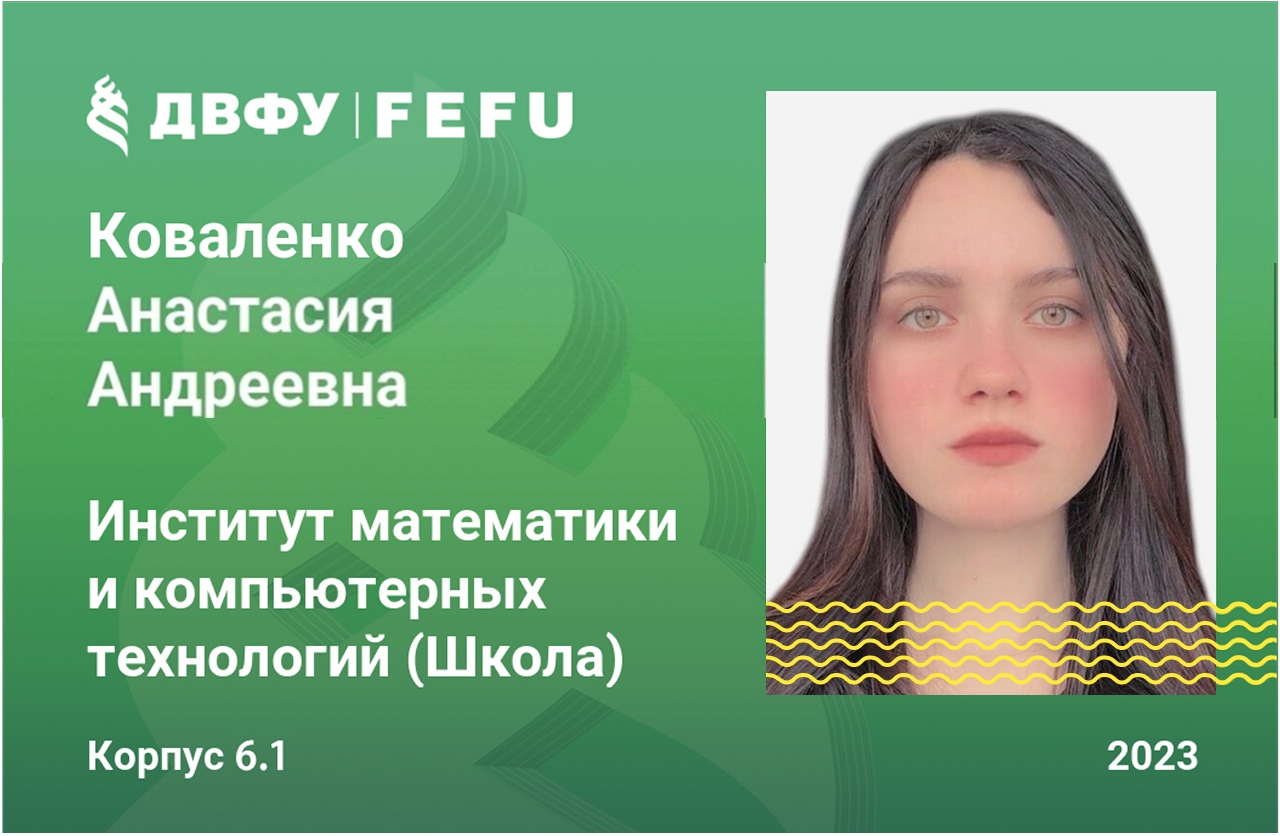 ДВФУ | FEFU
Коваленко
Анастасия
Андреевна
Институт математики
и компьютерных
технологий (Школа)
Корпус 6.1
2023